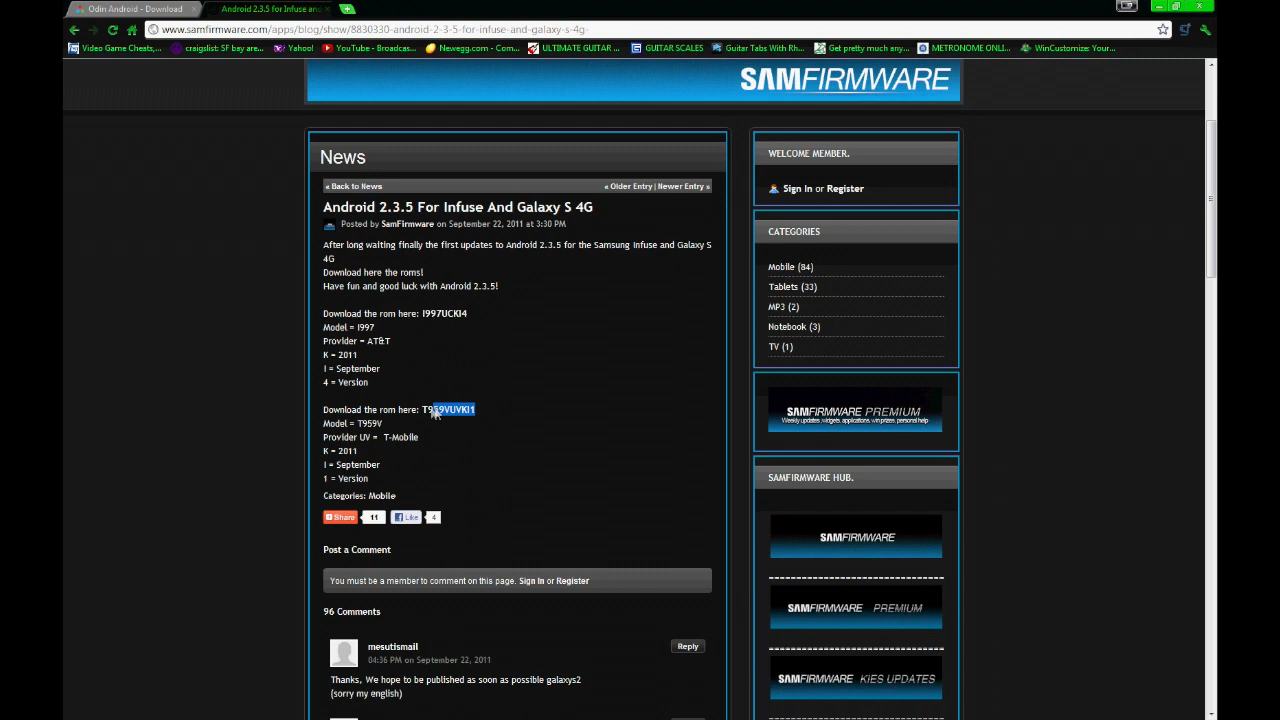 Odin Android - Download
Android 2.3.5 for Infuse and
www.samfirmware.com/apps/blog/show/8830330-android-2-3-5-for-infuse-and-galaxy-s-4g-
Video Game Cheats,...
craigslist: SF bay are...
Yahoo!
YouTube - Broadcas...
Newegg.com - Com...
ULTIMATE GUITAR ...
GUITAR SCALES
Guitar Tabs With Rh...
Get pretty much any...
METRONOME ONLI...
WinCustomize: Your...
SAMFIRMWARE
News
« Back to News
« Older Entry | Newer Entry »
Android 2.3.5 For Infuse And Galaxy S 4G
Posted by SamFirmware on September 22, 2011 at 3:30 PM
After long waiting finally the first updates to Android 2.3.5 for the Samsung Infuse and Galaxy S
4G
Download here the roms!
Have fun and good luck with Android 2.3.5!
Download the rom here: I997UCKI4
Model = I997
Provider = AT&T
K = 2011
I = September
4 = Version
Download the rom here: T959VUVKI1
Model = T959V
Provider UV = T-Mobile
K = 2011
I = September
1 = Version
Categories: Mobile
Share 11 Like 4
Post a Comment
You must be a member to comment on this page. Sign In or Register
96 Comments
mesutismail
Reply
04:36 PM on September 22, 2011
Thanks, We hope to be published as soon as possible galaxys2
(sorry my english)
WELCOME MEMBER.
Sign In or Register
CATEGORIES
Mobile (84)
Tablets (33)
MP3 (2)
Notebook (3)
TV (1)
SAMFIRMWARE PREMIUM
Weekly updates ,widgets, applications, win prizes, personal help
SAMFIRMWARE HUB.
SAMFIRMWARE
SAMFIRMWARE PREMIUM
SAMFIRMWARE KIES UPDATES